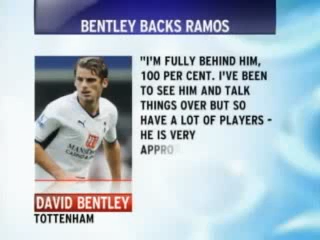 BENTLEY BACKS RAMOS
"I'M FULLY BEHIND HIM,
100 PER CENT. I'VE BEEN
TO SEE HIM AND TALK
THINGS OVER BUT SO
HAVE A LOT OF PLAYERS -
HE IS VERY
APPRO
DAVID BENTLEY
TOTTENHAM